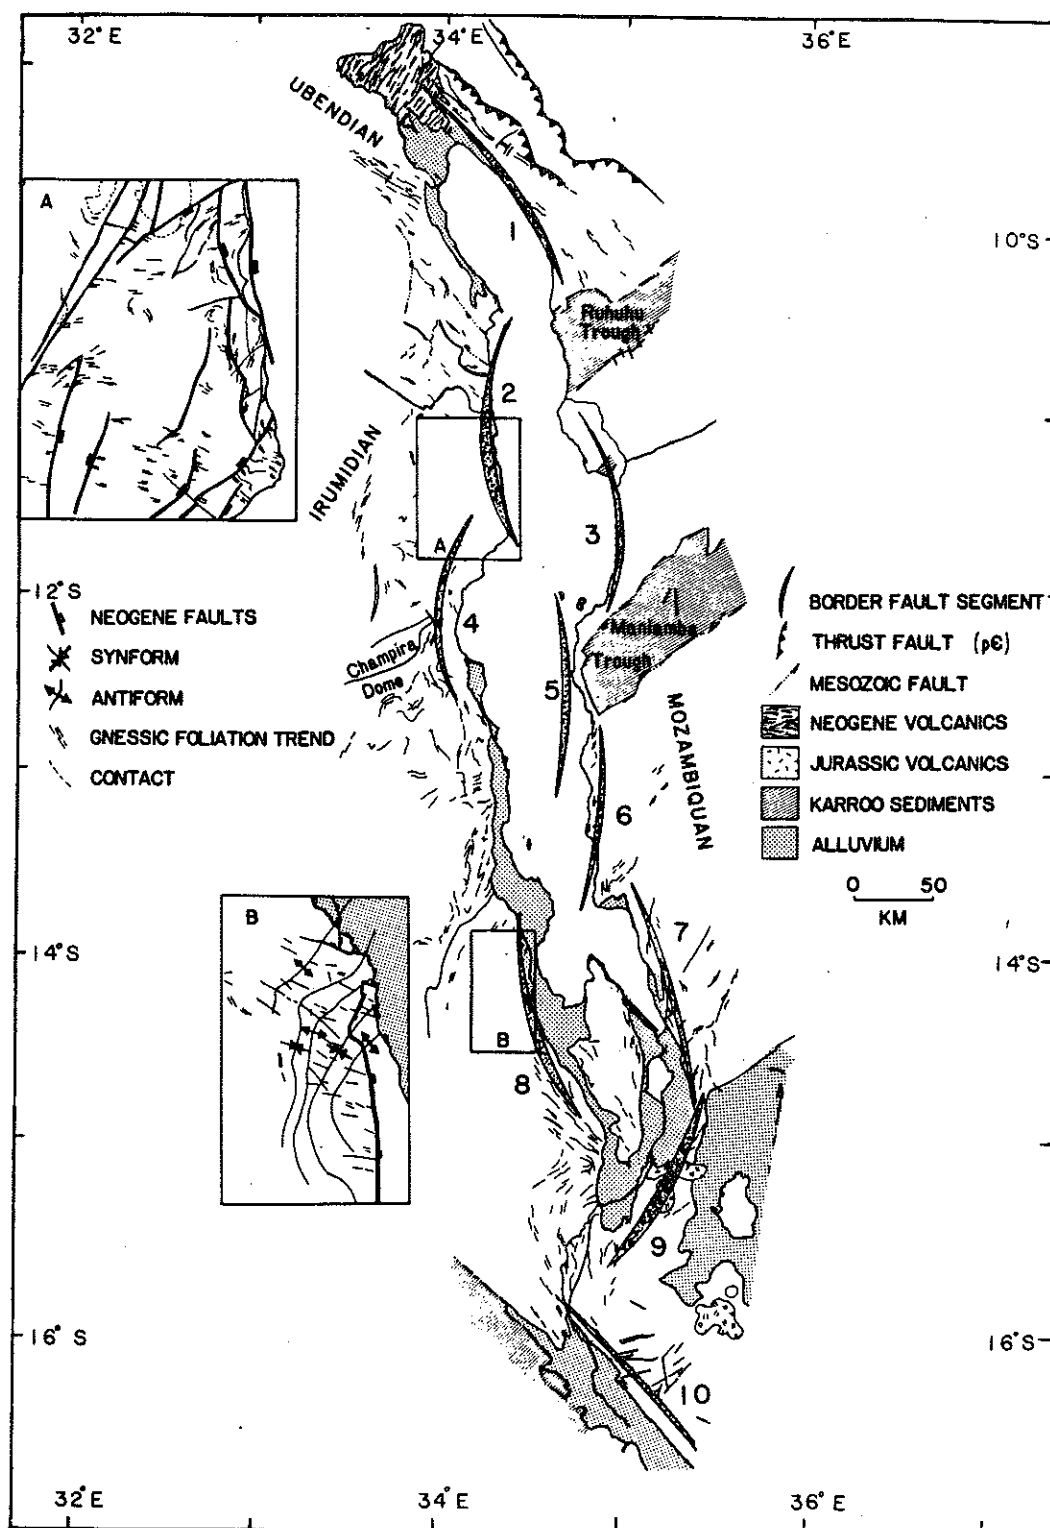 32°E 34°E 36°E
UBENDIAN
A
10°S
1
Ruhuhu
Trough
2
IRUMIDIAN
3
A
12°S
8
4
Maniamba
Trough
Champira
Dome
5
MOZAMBIQUAN
6
NEOGENE FAULTS
SYNFORM
ANTIFORM
GNESSIC FOLIATION TREND
CONTACT
BORDER FAULT SEGMENT
THRUST FAULT (p€)
MESOZOIC FAULT
NEOGENE VOLCANICS
JURASSIC VOLCANICS
KARROO SEDIMENTS
ALLUVIUM
0 50
KM
B
7
14°S 14°S
B
8
9
16°S 16°S
10
32°E 34°E 36°E